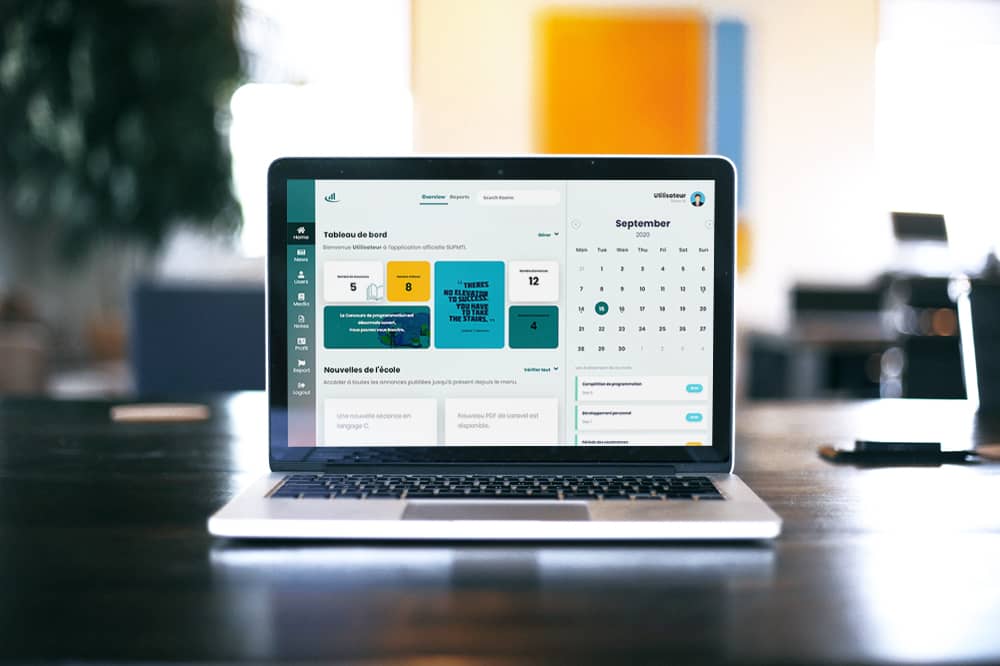 Home
News
Users
Media
Notes
Profil
Report
Logout
Overview Reports
Search Rooms
Tableau de bord
Gérer
Bienvenue Utilisateur à l'application officielle SUPMTI.
5
8
12
4
Le Concours de programmation est
désormais ouvert,
Vous pouvez vous inscrire.
“ THERES
NO ELEVATOR
TO SUCCESS.
YOU HAVE
TO TAKE
THE STAIRS. „
Nouvelles de l'école
Vérifier tout
Accéder à toutes les annonces publiées jusqu'à présent depuis le menu.
Une nouvelle séance en
langage C.
Nouveau PDF de Laravel est
disponible.
Utilisateur
September
2020
Mon Tue Wen Thu Fri Sat Sun
31 1 2 3 4 5 6
7 8 9 10 11 12 13
14 15 16 17 18 19 20
21 22 23 24 25 26 27
28 29 30 1 2 3 4
Compétition de programmation
Développement personnel
Période des vaccinations